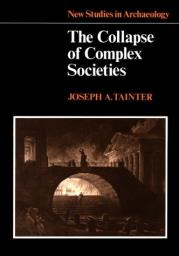 New Studies in Archaeology
The Collapse
of Complex
Societies
JOSEPH A. TAINTER